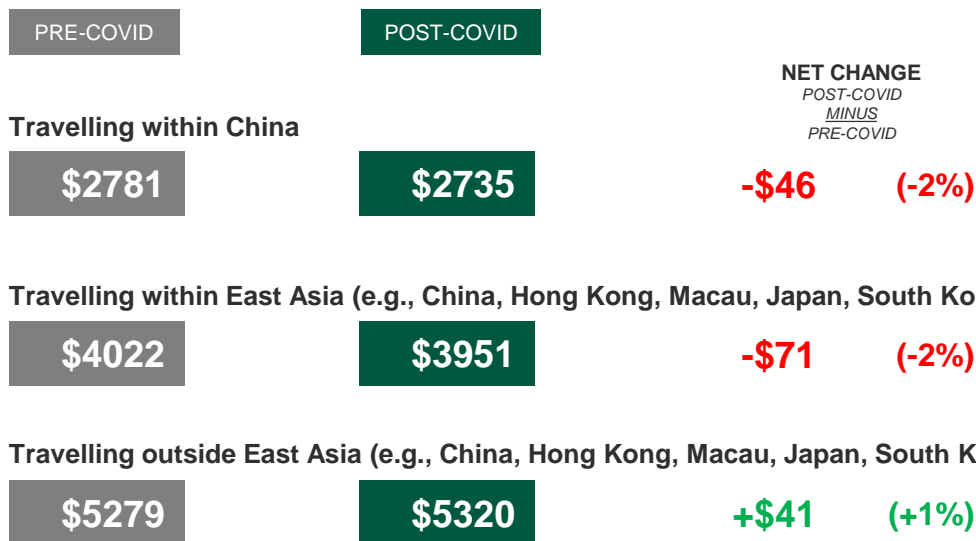 PRE-COVID POST-COVID
NET CHANGE
POST-COVID
MINUS
PRE-COVID
Travelling within China
$2781 $2735 -$46 (-2%)
Travelling within East Asia (e.g., China, Hong Kong, Macau, Japan, South Ko
$4022 $3951 -$71 (-2%)
Travelling outside East Asia (e.g., China, Hong Kong, Macau, Japan, South K
$5279 $5320 +$41 (+1%)